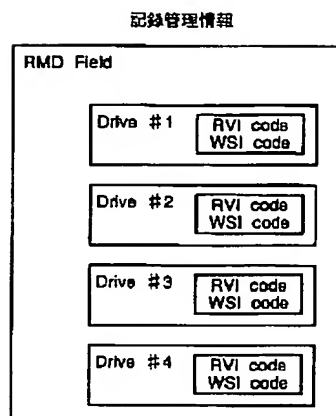 記録管理情報
RMD Field
Drive #1
RVI code
WSI code
Drive #2
RVI code
WSI code
Drive #3
RVI code
WSI code
Drive #4
RVI code
WSI code